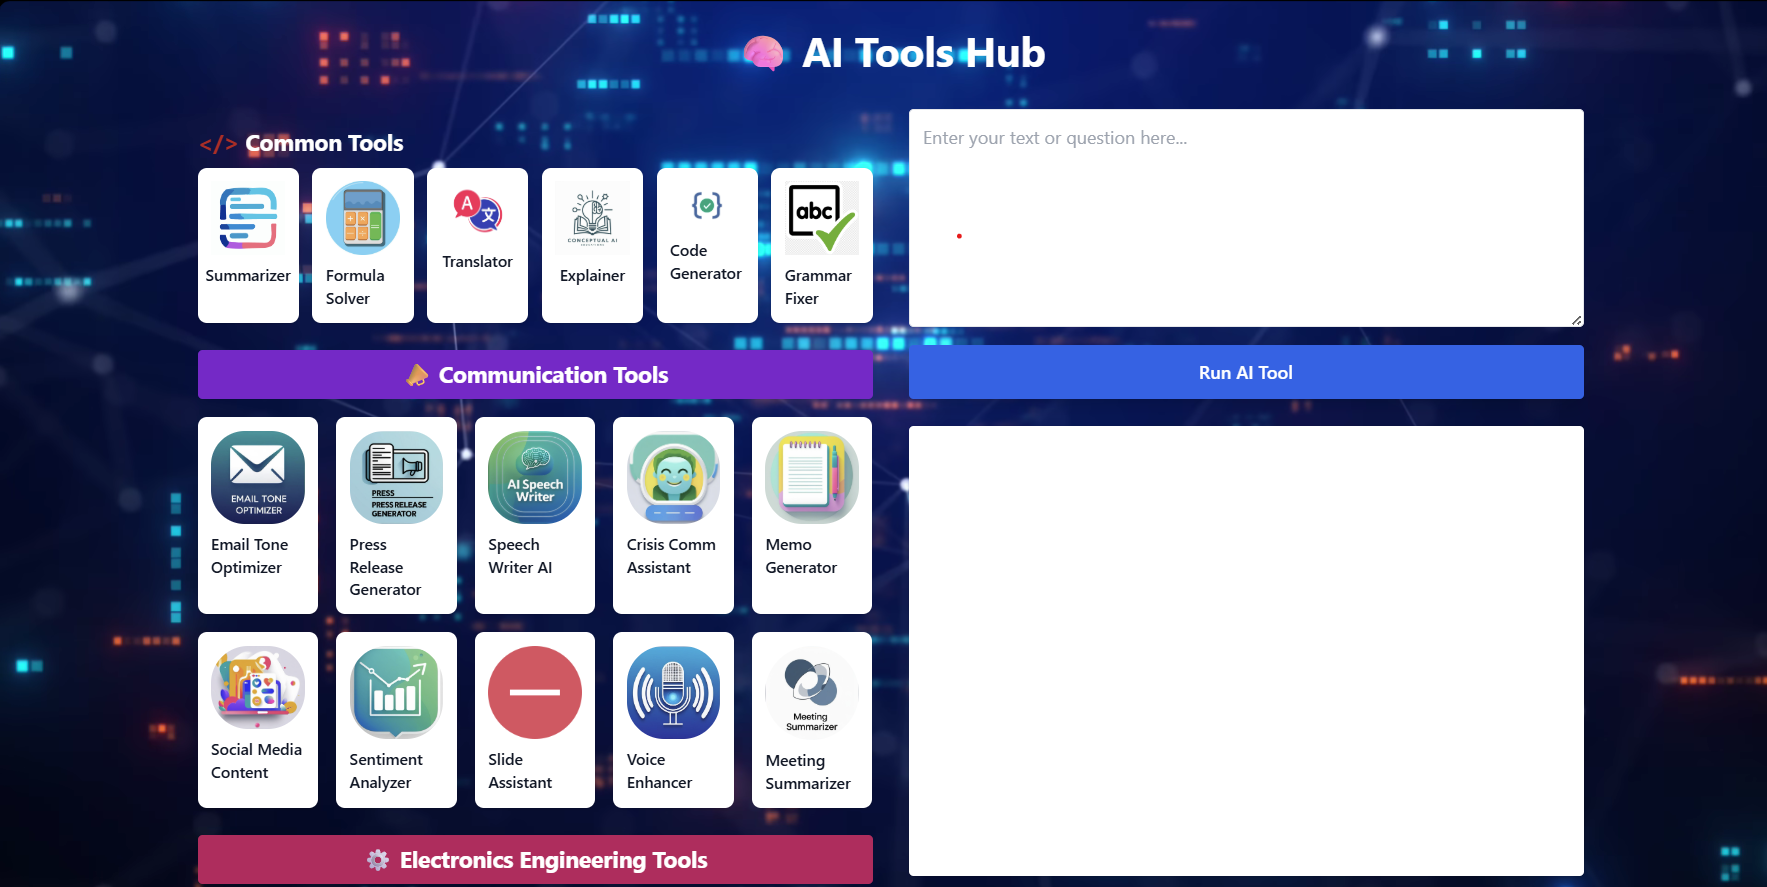 AI Tools Hub
</> Common Tools
Summarizer
Formula
Solver
A 文
Translator
CONCEPTUAL AI
Explainer
Code
Generator
abc
Grammar
Fixer
Communication Tools
EMAIL TONE
OPTIMIZER
Email Tone
Optimizer
PRESS
PRESS RELEASE
GENERATOR
Press
Release
Generator
AI Speech
Writer
Speech
Writer AI
Crisis Comm
Assistant
Memo
Generator
Social Media
Content
Sentiment
Analyzer
Slide
Assistant
Voice
Enhancer
Meeting
Summarizer
Meeting
Summarizer
Electronics Engineering Tools
Enter your text or question here...
Run AI Tool